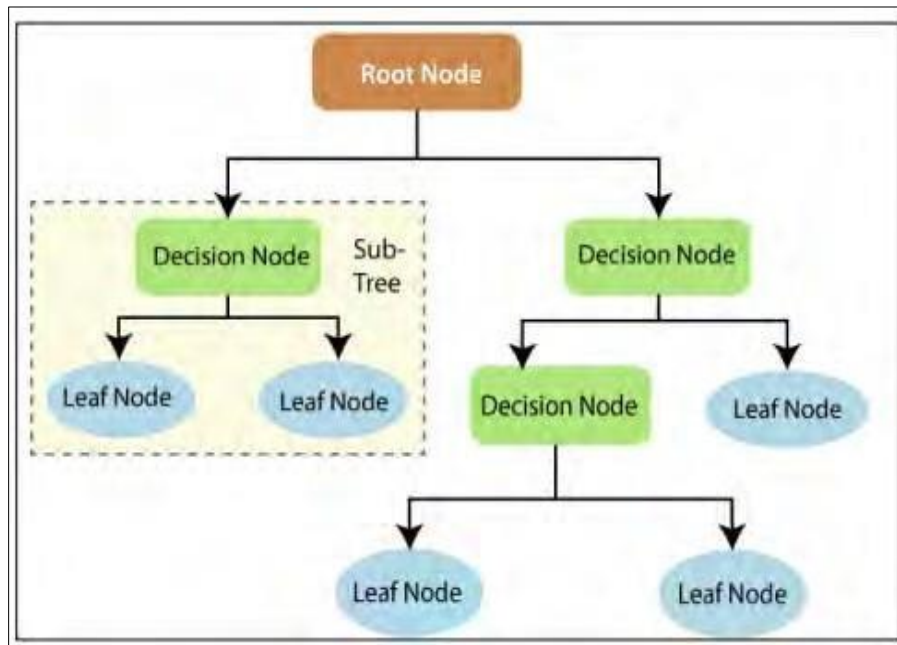 Root Node
Decision Node
Sub-
Tree
Decision Node
Leaf Node
Leaf Node
Decision Node
Leaf Node
Leaf Node
Leaf Node